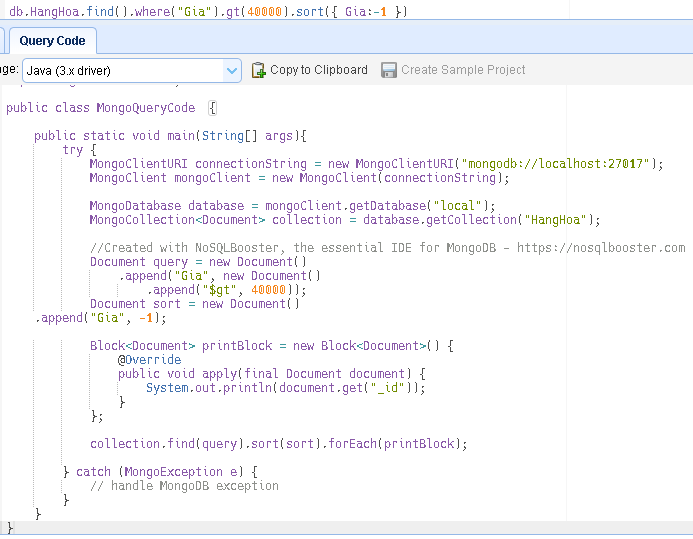 db.HangHoa.find().where("Gia").gt(40000).sort({ Gia:-1 })
Query Code
ge: Java (3.x driver) Copy to Clipboard Create Sample Project
public class MongoQueryCode {
public static void main(String[] args){
try {
MongoClientURI connectionString = new MongoClientURI("mongodb://localhost:27017");
MongoClient mongoClient = new MongoClient(connectionString);
MongoDatabase database = mongoClient.getDatabase("local");
MongoCollection<Document> collection = database.getCollection("HangHoa");
//Created with NoSQLBooster, the essential IDE for MongoDB - https://nosqlbooster.com
Document query = new Document()
.append("Gia", new Document()
.append("$gt", 40000));
Document sort = new Document()
.append("Gia", -1);
Block<Document> printBlock = new Block<Document>() {
@Override
public void apply(final Document document) {
System.out.println(document.get("_id"));
}
};
collection.find(query).sort(sort).forEach(printBlock);
} catch (MongoException e) {
// handle MongoDB exception
}
}
}